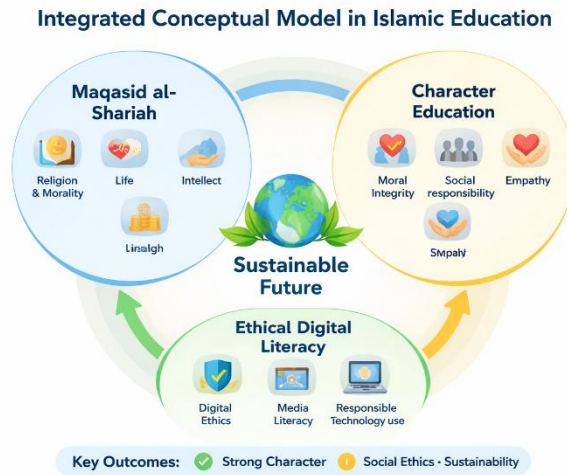 Integrated Conceptual Model in Islamic Education
Maqasid al-
Shariah
Religion
& Morality
Life
Intellect
Character
Education
Moral
Integrity
Social
responsibility
Empathy
Sustainable
Future
Ethical Digital
Literacy
Digital
Ethics
Media
Literacy
Responsible
Technology use
Key Outcomes: Strong Character Social Ethics · Sustainability